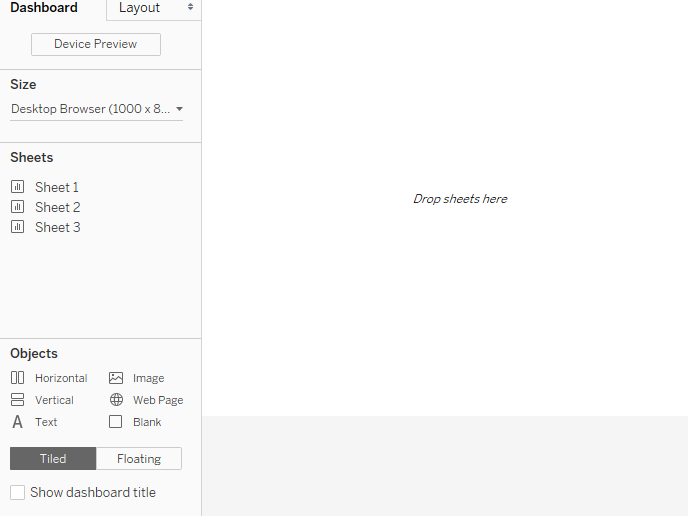 Dashboard
Layout
Device Preview
Size
Desktop Browser (1000 x 8...
Sheets
Sheet 1
Sheet 2
Sheet 3
Drop sheets here
Objects
Horizontal
Image
Vertical
Web Page
A Text
Blank
Tiled
Floating
Show dashboard title